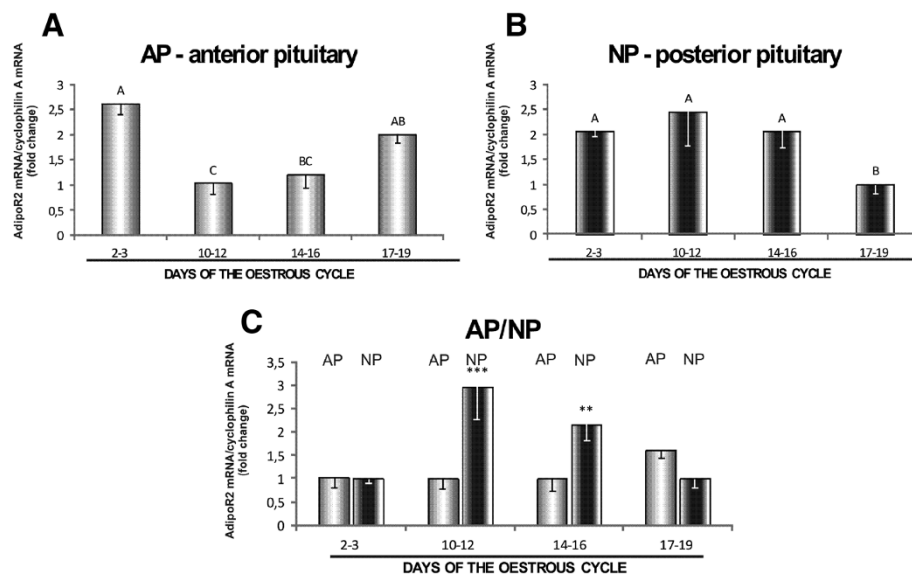 A
AP - anterior pituitary
AdipoR2 mRNA/cyclophilin A mRNA
(fold change)
3
2,5
2
1,5
1
0,5
0
A
C
BC
AB
2-3
10-12
14-16
17-19
DAYS OF THE OESTROUS CYCLE
B
NP - posterior pituitary
AdipoR2 mRNA/cyclophilin A mRNA
(fold change)
3
2,5
2
1,5
1
0,5
0
A
A
A
B
2-3
10-12
14-16
17-19
DAYS OF THE OESTROUS CYCLE
C
AP/NP
AdipoR2 mRNA/cyclophilin A mRNA
(fold change)
3,5
3
2,5
2
1,5
1
0,5
0
AP NP
AP NP
AP NP
AP NP
***
**
2-3
10-12
14-16
17-19
DAYS OF THE OESTROUS CYCLE